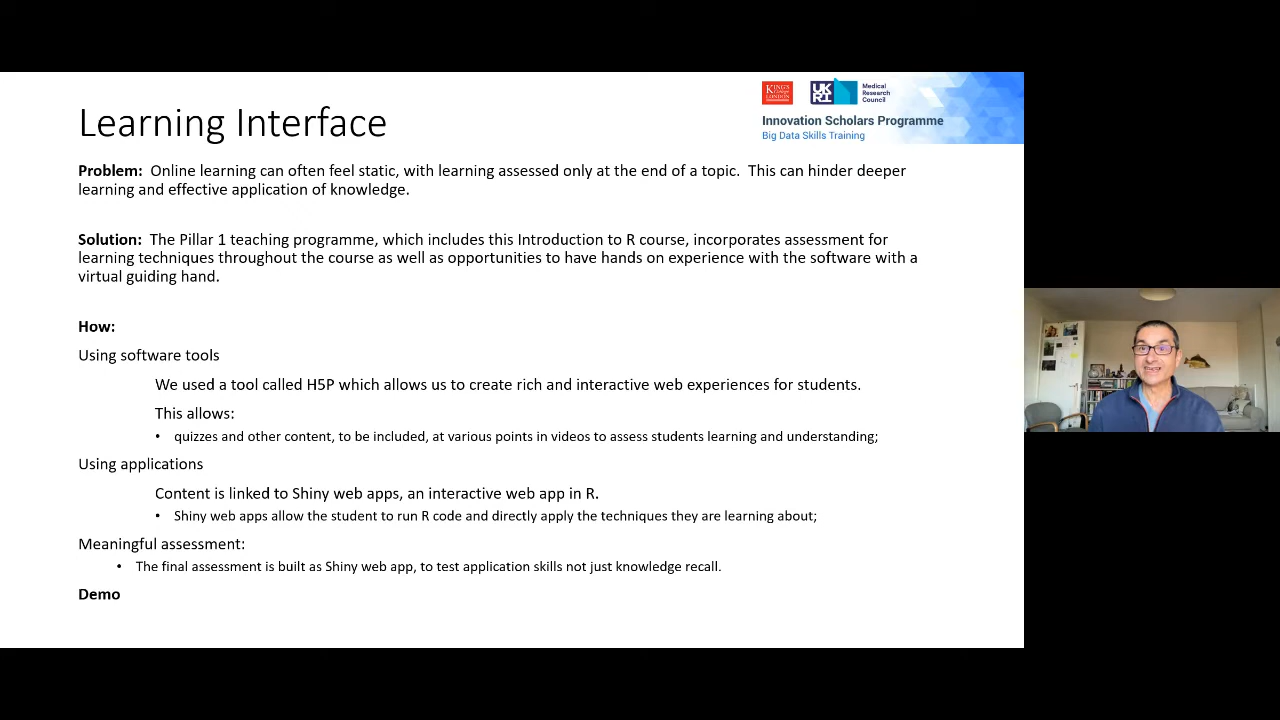 Learning Interface
KING'S
College
LONDON
UK
RI
Medical
Research
Council
Innovation Scholars Programme
Big Data Skills Training
Problem:  Online learning can often feel static, with learning assessed only at the end of a topic.  This can hinder deeper
learning and effective application of knowledge.
Solution:  The Pillar 1 teaching programme, which includes this Introduction to R course, incorporates assessment for
learning techniques throughout the course as well as opportunities to have hands on experience with the software with a
virtual guiding hand.
How:
Using software tools
We used a tool called H5P which allows us to create rich and interactive web experiences for students.
This allows:
• quizzes and other content, to be included, at various points in videos to assess students learning and understanding;
Using applications
Content is linked to Shiny web apps, an interactive web app in R.
• Shiny web apps allow the student to run R code and directly apply the techniques they are learning about;
Meaningful assessment:
• The final assessment is built as Shiny web app, to test application skills not just knowledge recall.
Demo